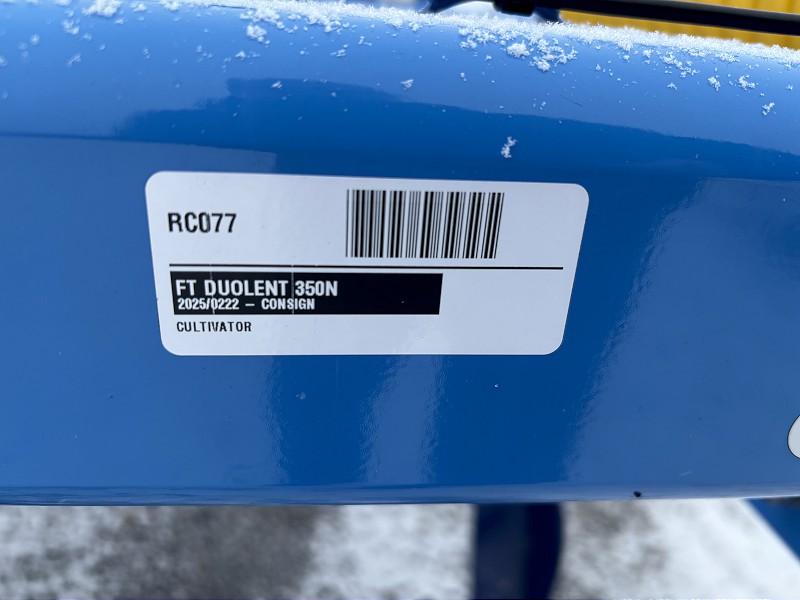 RC077
FT DUOLENT 350N
2025/0222 – CONSIGN
CULTIVATOR